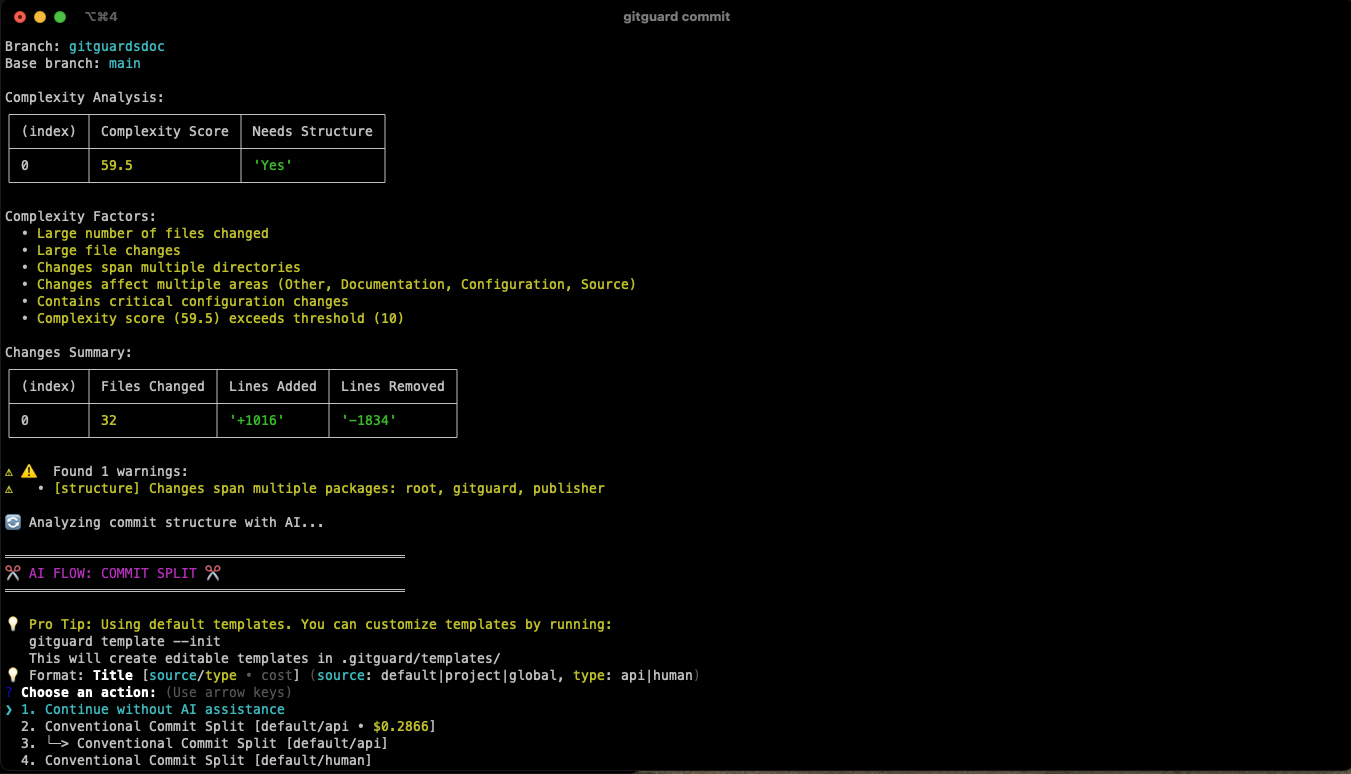 ⌥⌘4
gitguard commit
Branch: gitguardsdoc
Base branch: main
Complexity Analysis:
(index) Complexity Score Needs Structure
0 59.5 'Yes'
Complexity Factors:
• Large number of files changed
• Large file changes
• Changes span multiple directories
• Changes affect multiple areas (Other, Documentation, Configuration, Source)
• Contains critical configuration changes
• Complexity score (59.5) exceeds threshold (10)
Changes Summary:
(index) Files Changed Lines Added Lines Removed
0 32 '+1016' '-1834'
⚠ ⚠️ Found 1 warnings:
⚠ • [structure] Changes span multiple packages: root, gitguard, publisher
🔄 Analyzing commit structure with AI...
✂️ AI FLOW: COMMIT SPLIT ✂️
💡 Pro Tip: Using default templates. You can customize templates by running:
gitguard template --init
This will create editable templates in .gitguard/templates/
💡 Format: Title [source/type • cost] (source: default|project|global, type: api|human)
? Choose an action: (Use arrow keys)
❯ 1. Continue without AI assistance
2. Conventional Commit Split [default/api • $0.2866]
3. └─> Conventional Commit Split [default/api]
4. Conventional Commit Split [default/human]